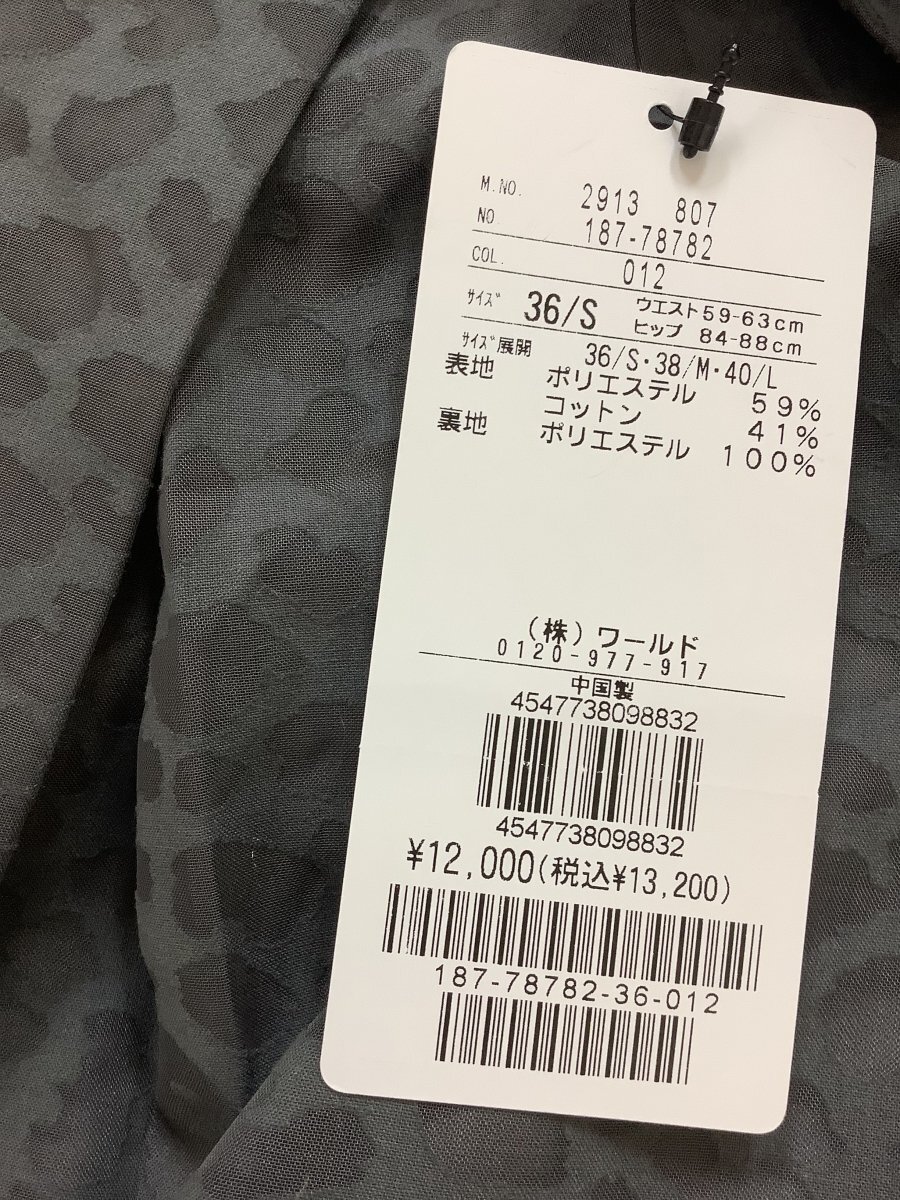 M.NO. 2913 807
NO 187-78782
COL. 012
サイズ 36/S ウエスト59-63cm
ヒップ 84-88cm
サイズ展開 36/S・38/M・40/L
表地 ポリエステル 59%
コットン 41%
裏地 ポリエステル 100%
(株)ワールド
0120-977-917
中国製
4547738098832
4547738098832
¥12,000(税込¥13,200)
187-78782-36-012